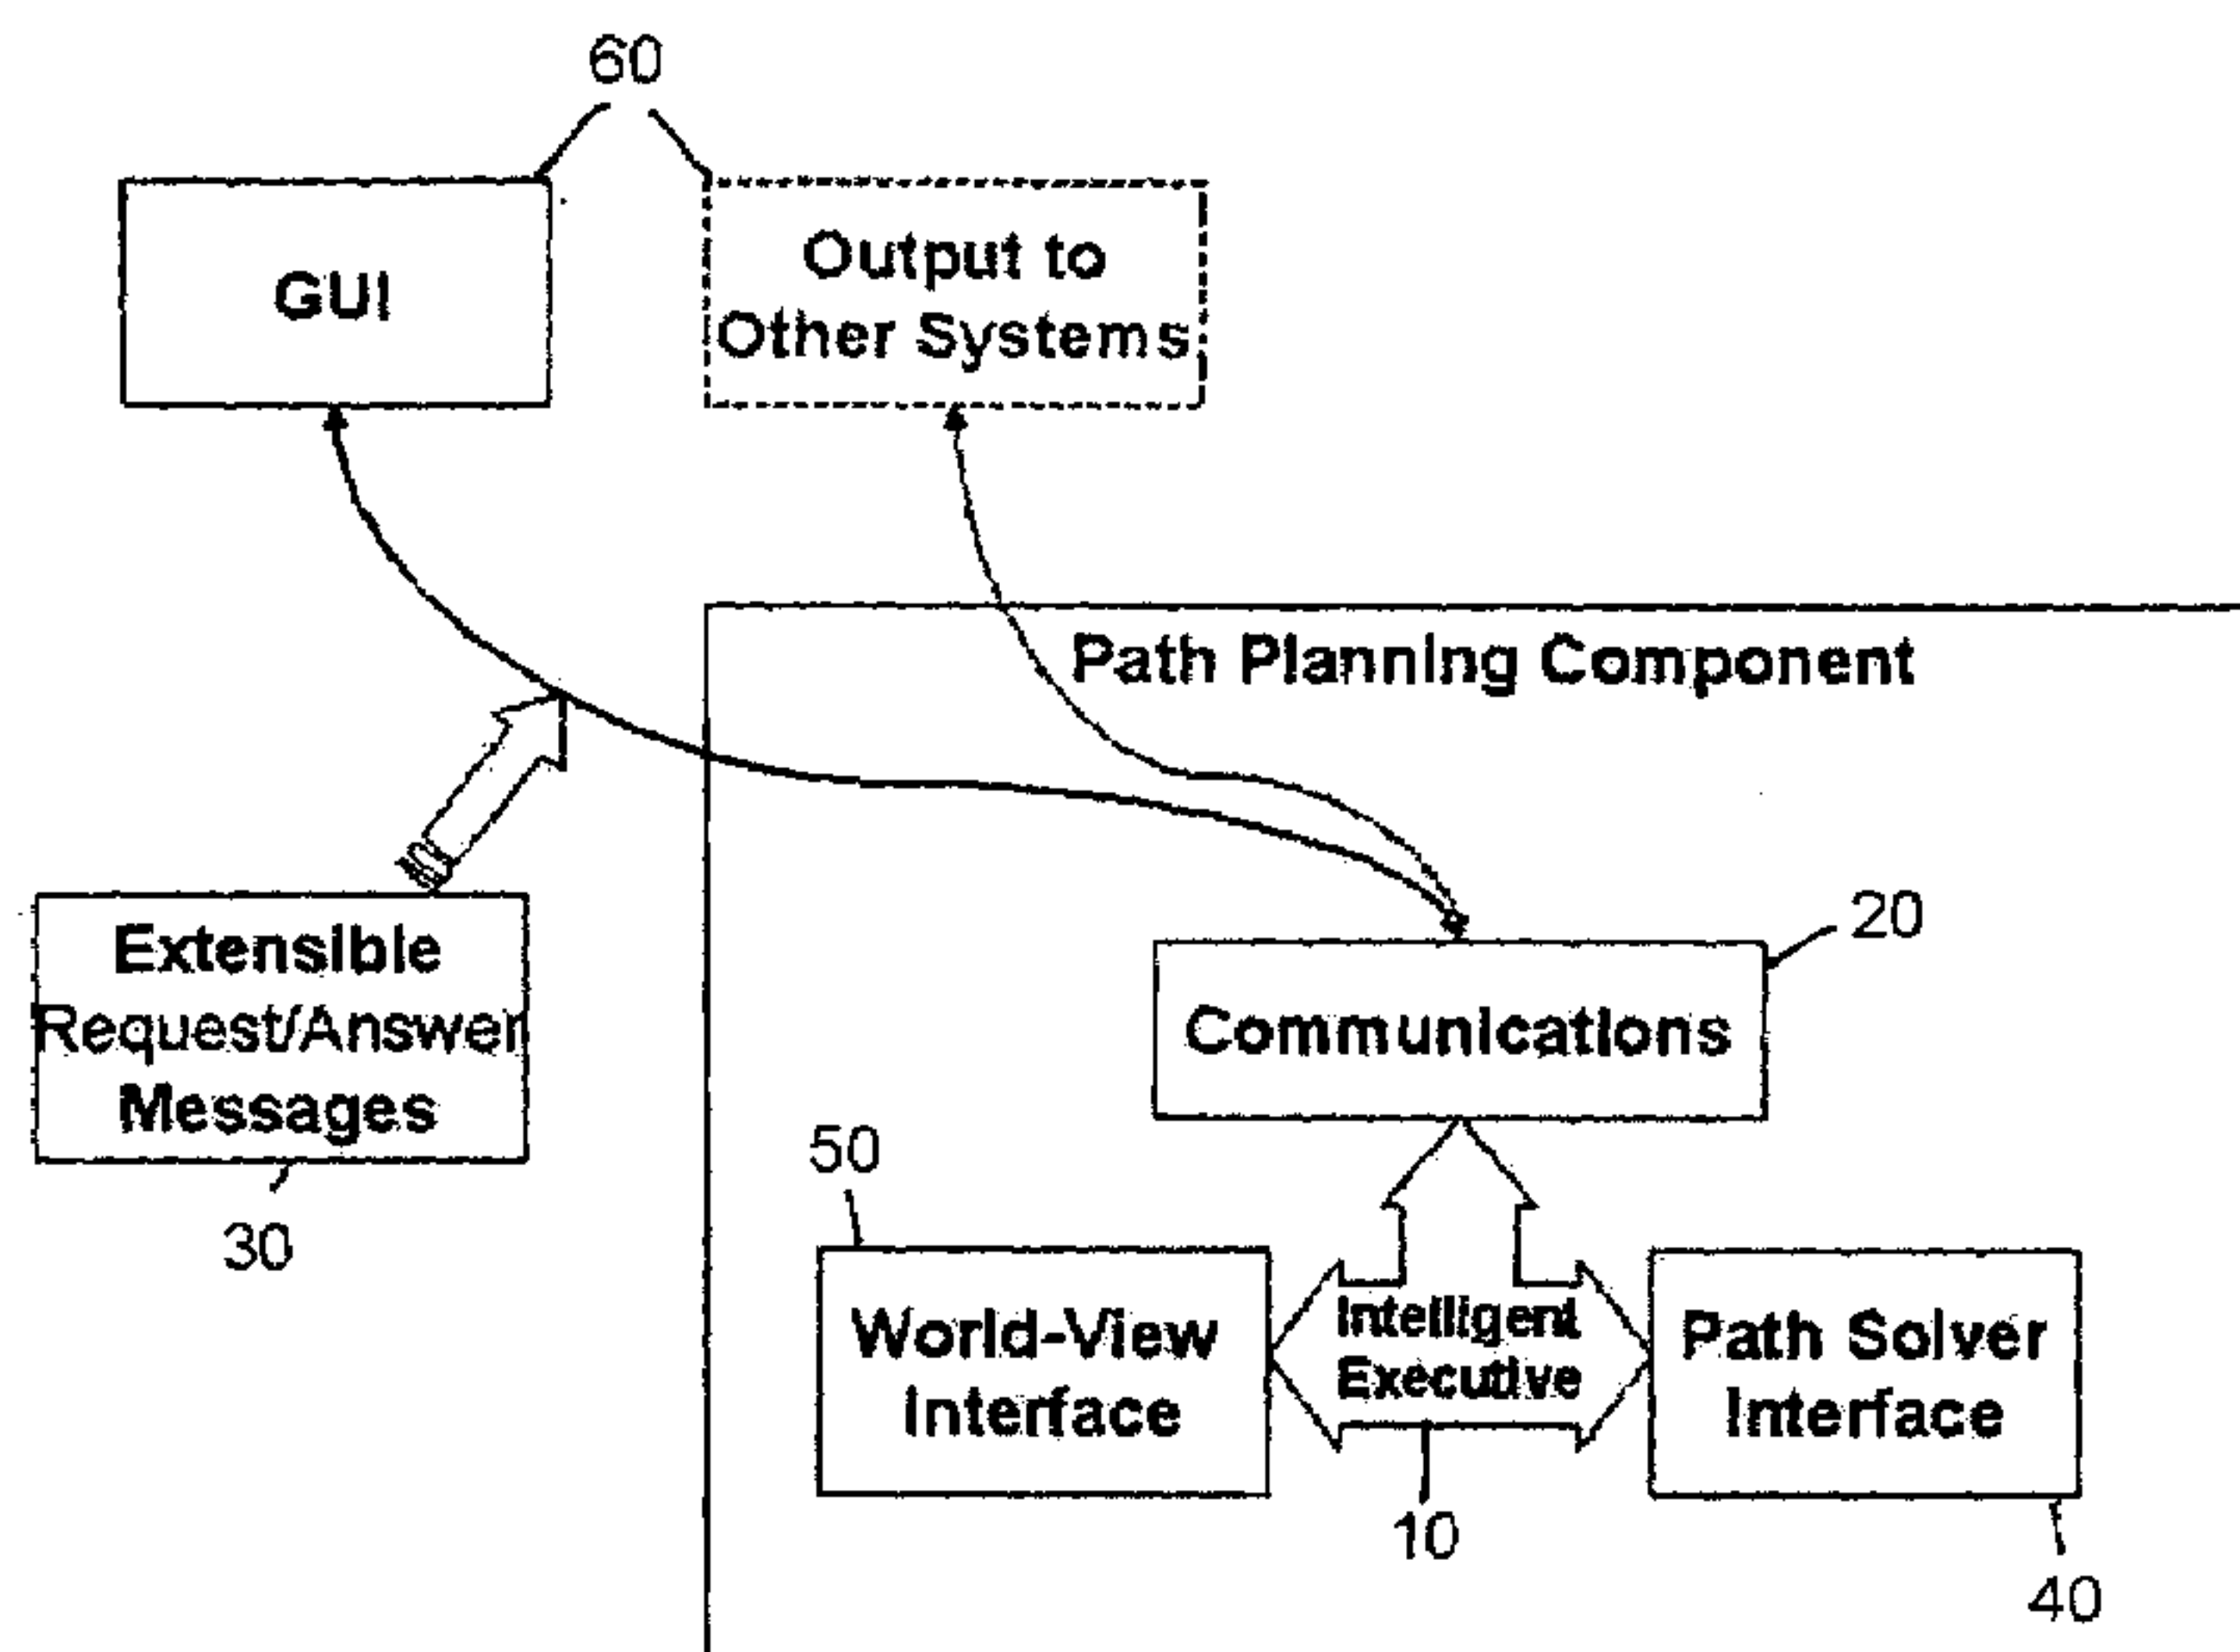 60
GUI
Output to
Other Systems
Path Planning Component
Extensible
Request/Answer
Messages
30
20
Communications
50
World-View
Interface
Intelligent
Executive
10
Path Solver
Interface
40